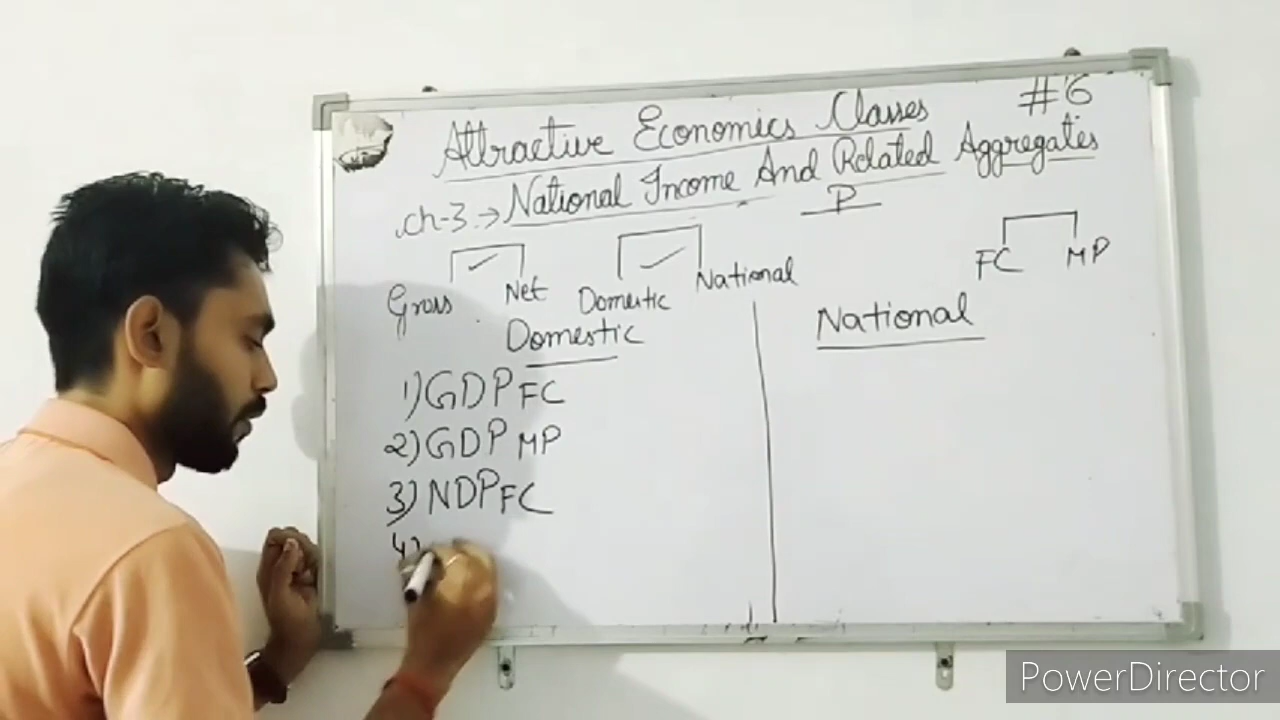 Attractive Economics Classes #6
Ch-3 :-> National Income And Related Aggregates
P
Gross Net Domestic National FC MP
Domestic National
1) GDP FC
2) GDP MP
3) NDP FC
4)
PowerDirector